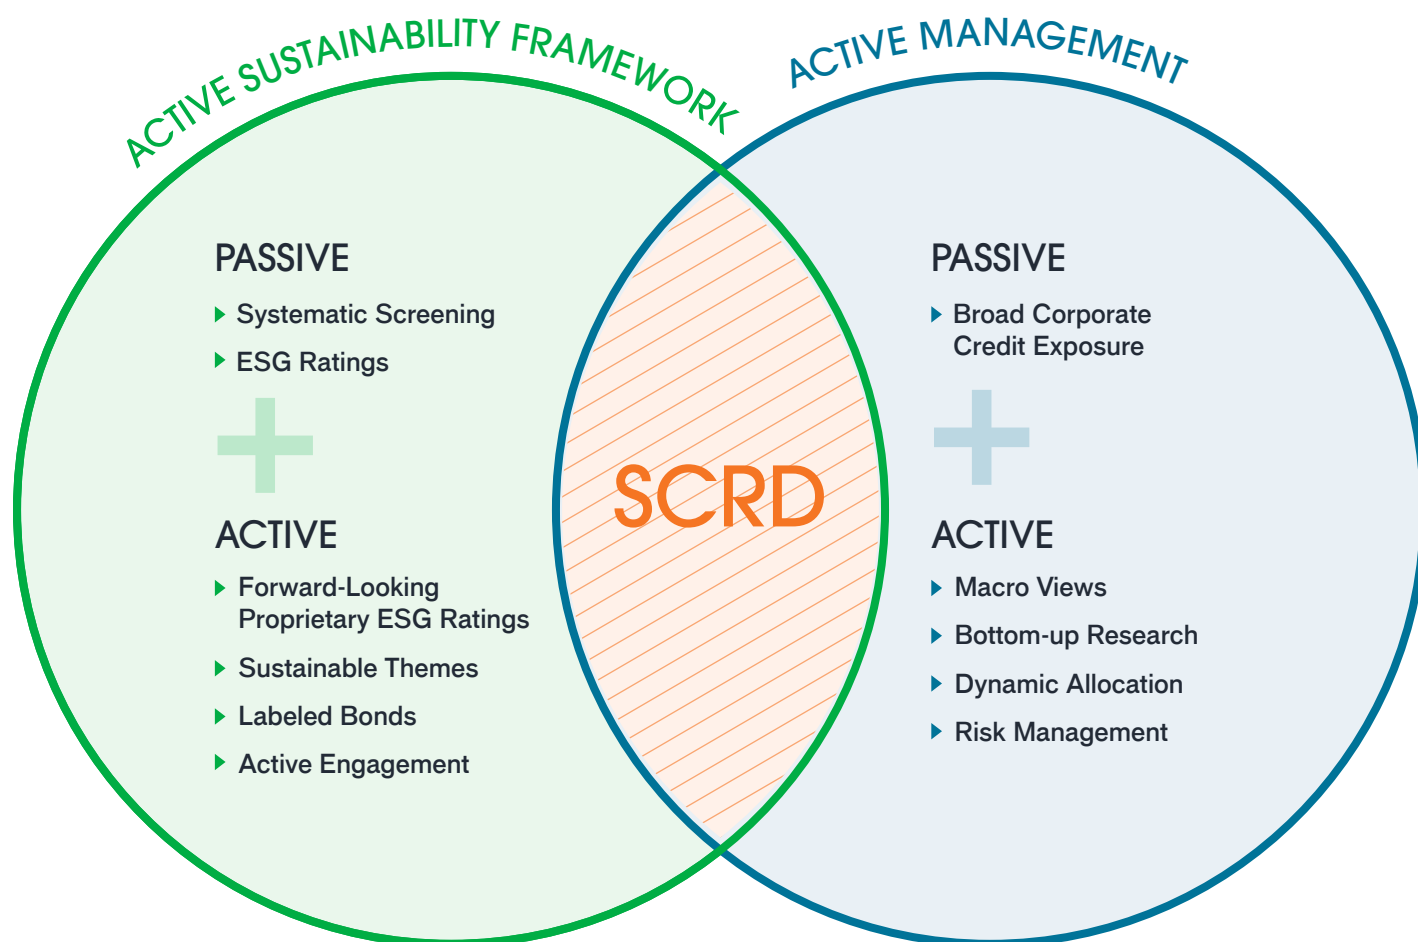 ACTIVE SUSTAINABILITY FRAMEWORK
PASSIVE
Systematic Screening
ESG Ratings
ACTIVE
Forward-Looking
Proprietary ESG Ratings
Sustainable Themes
Labeled Bonds
Active Engagement
SCRD
ACTIVE MANAGEMENT
PASSIVE
Broad Corporate
Credit Exposure
ACTIVE
Macro Views
Bottom-up Research
Dynamic Allocation
Risk Management